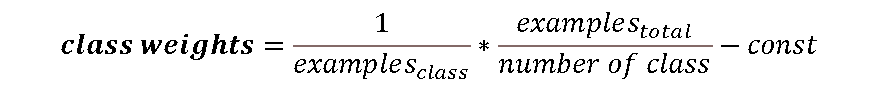 class weights = 1 / examples_class * examples_total / number of class − const